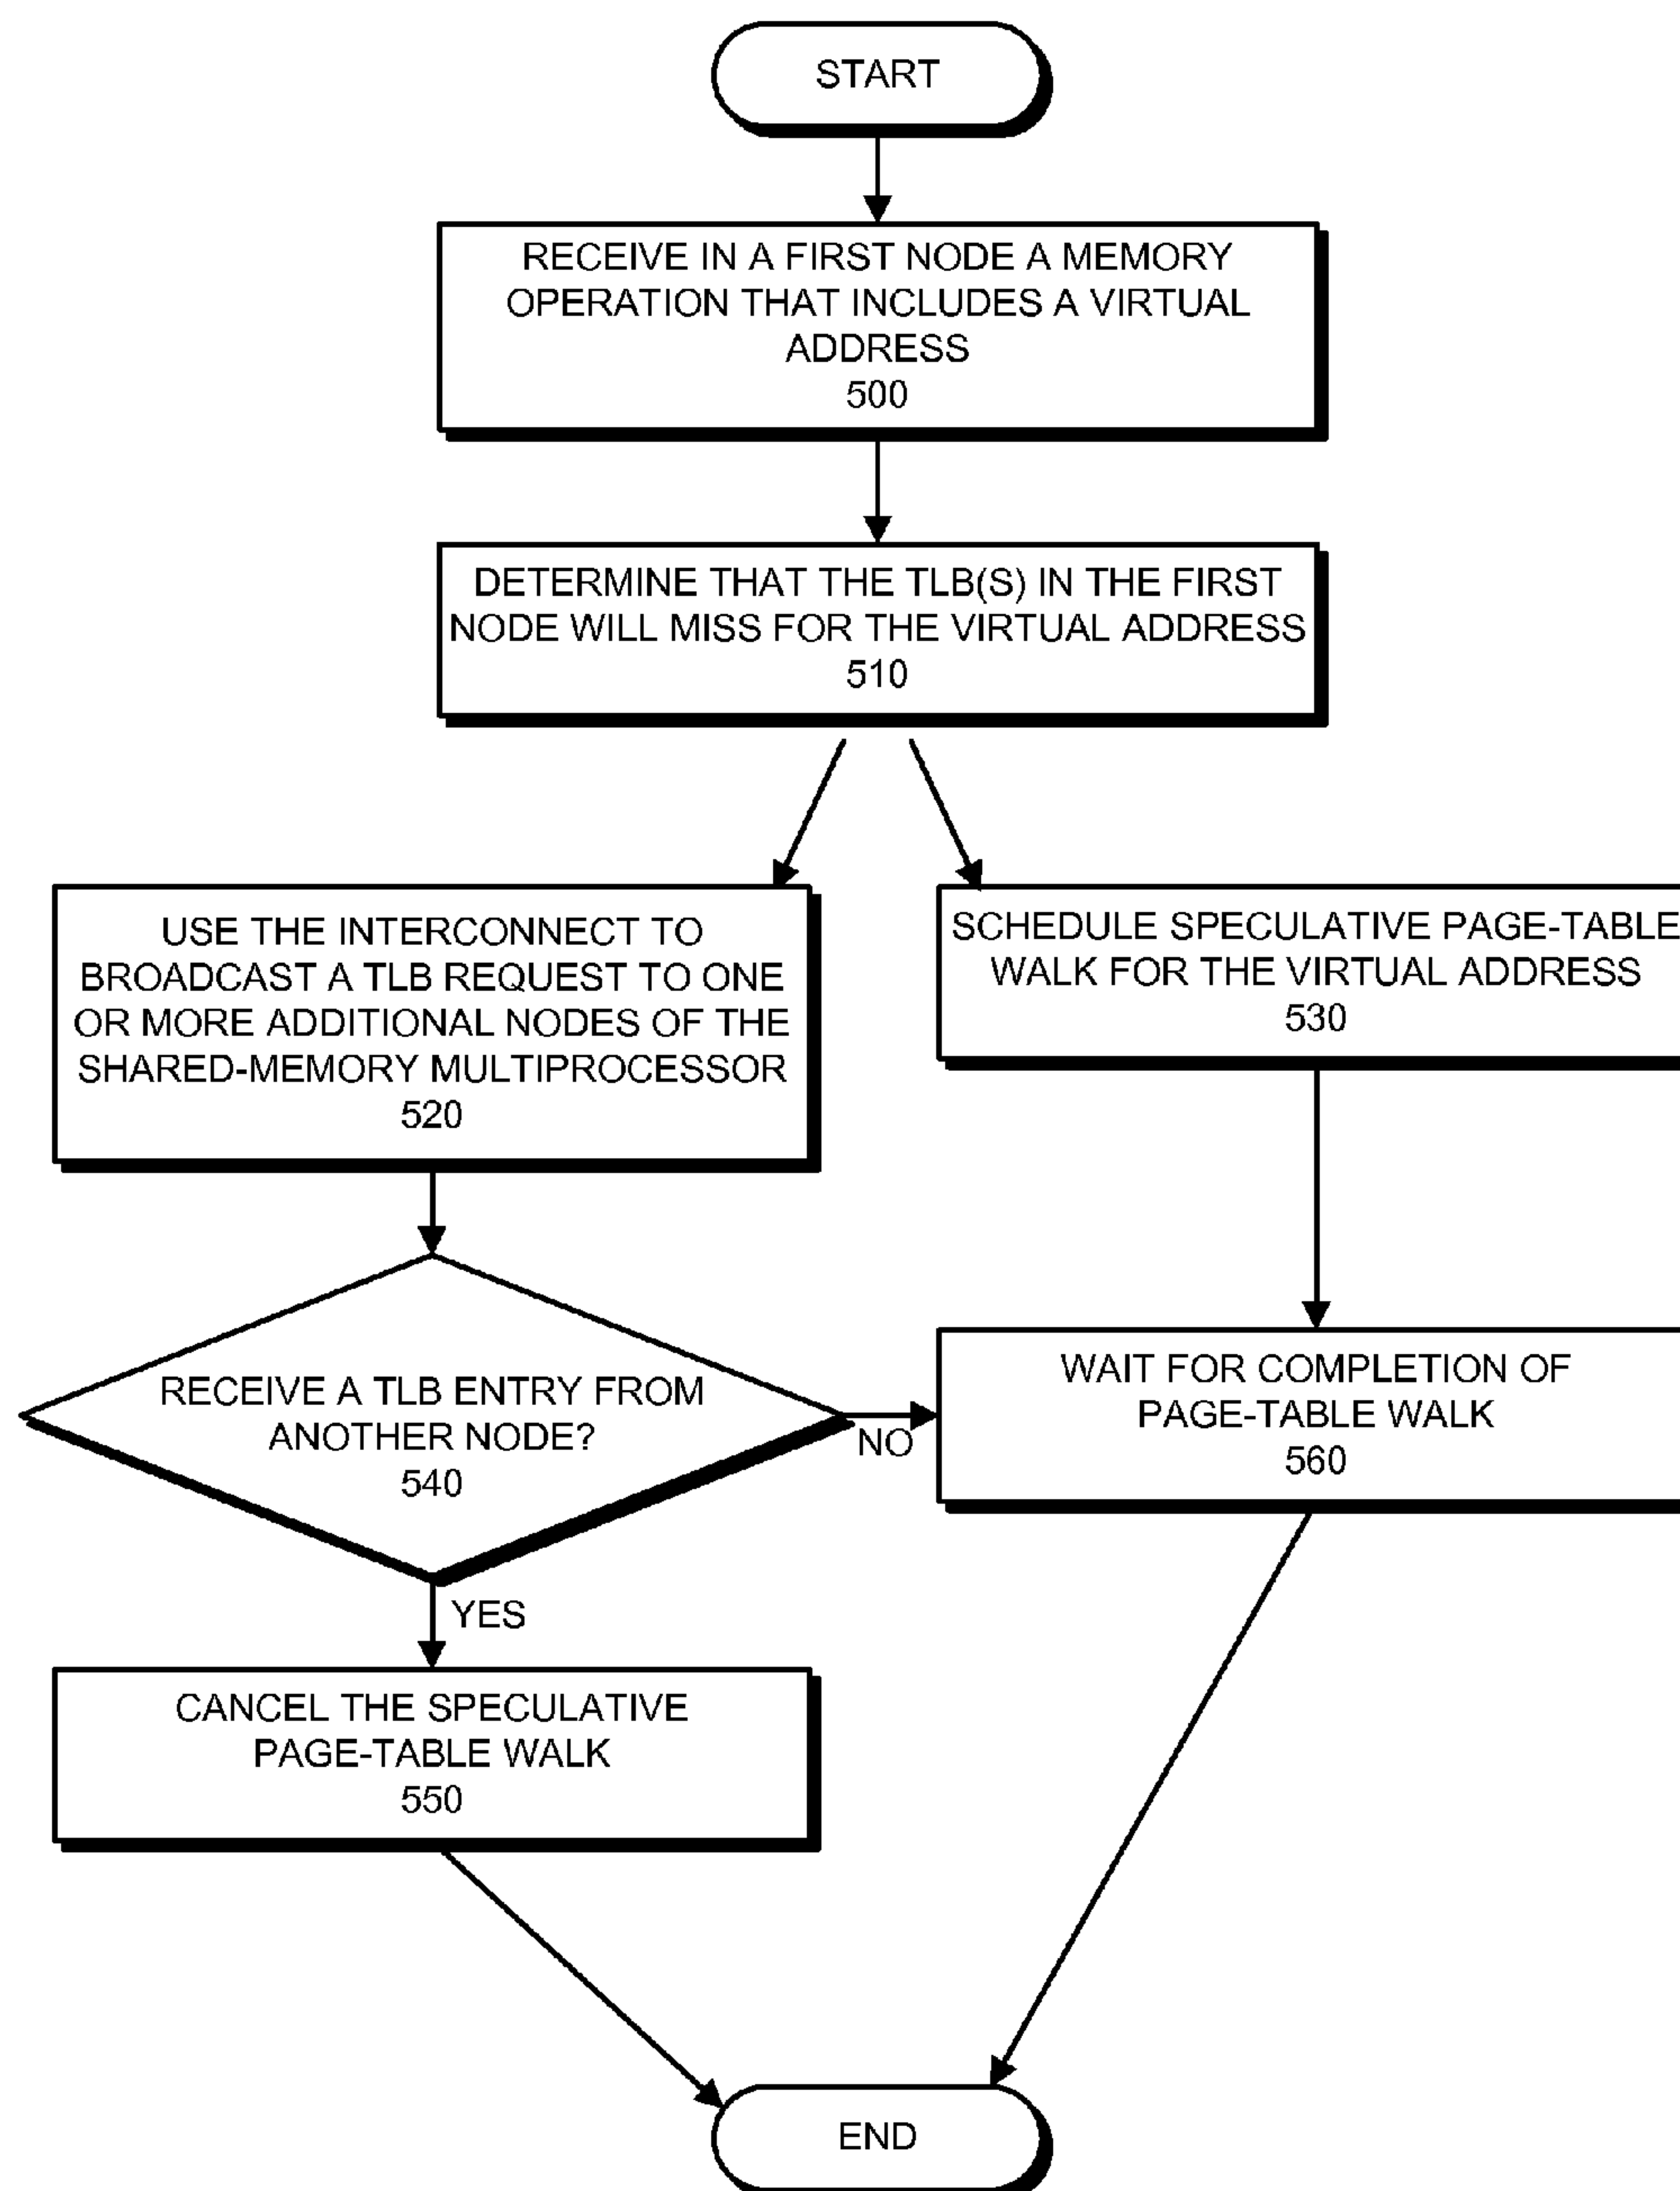 START
RECEIVE IN A FIRST NODE A MEMORY
OPERATION THAT INCLUDES A VIRTUAL
ADDRESS
500
DETERMINE THAT THE TLB(S) IN THE FIRST
NODE WILL MISS FOR THE VIRTUAL ADDRESS
510
USE THE INTERCONNECT TO
BROADCAST A TLB REQUEST TO ONE
OR MORE ADDITIONAL NODES OF THE
SHARED-MEMORY MULTIPROCESSOR
520
SCHEDULE SPECULATIVE PAGE-TABLE
WALK FOR THE VIRTUAL ADDRESS
530
RECEIVE A TLB ENTRY FROM
ANOTHER NODE?
540
NO
WAIT FOR COMPLETION OF
PAGE-TABLE WALK
560
YES
CANCEL THE SPECULATIVE
PAGE-TABLE WALK
550
END